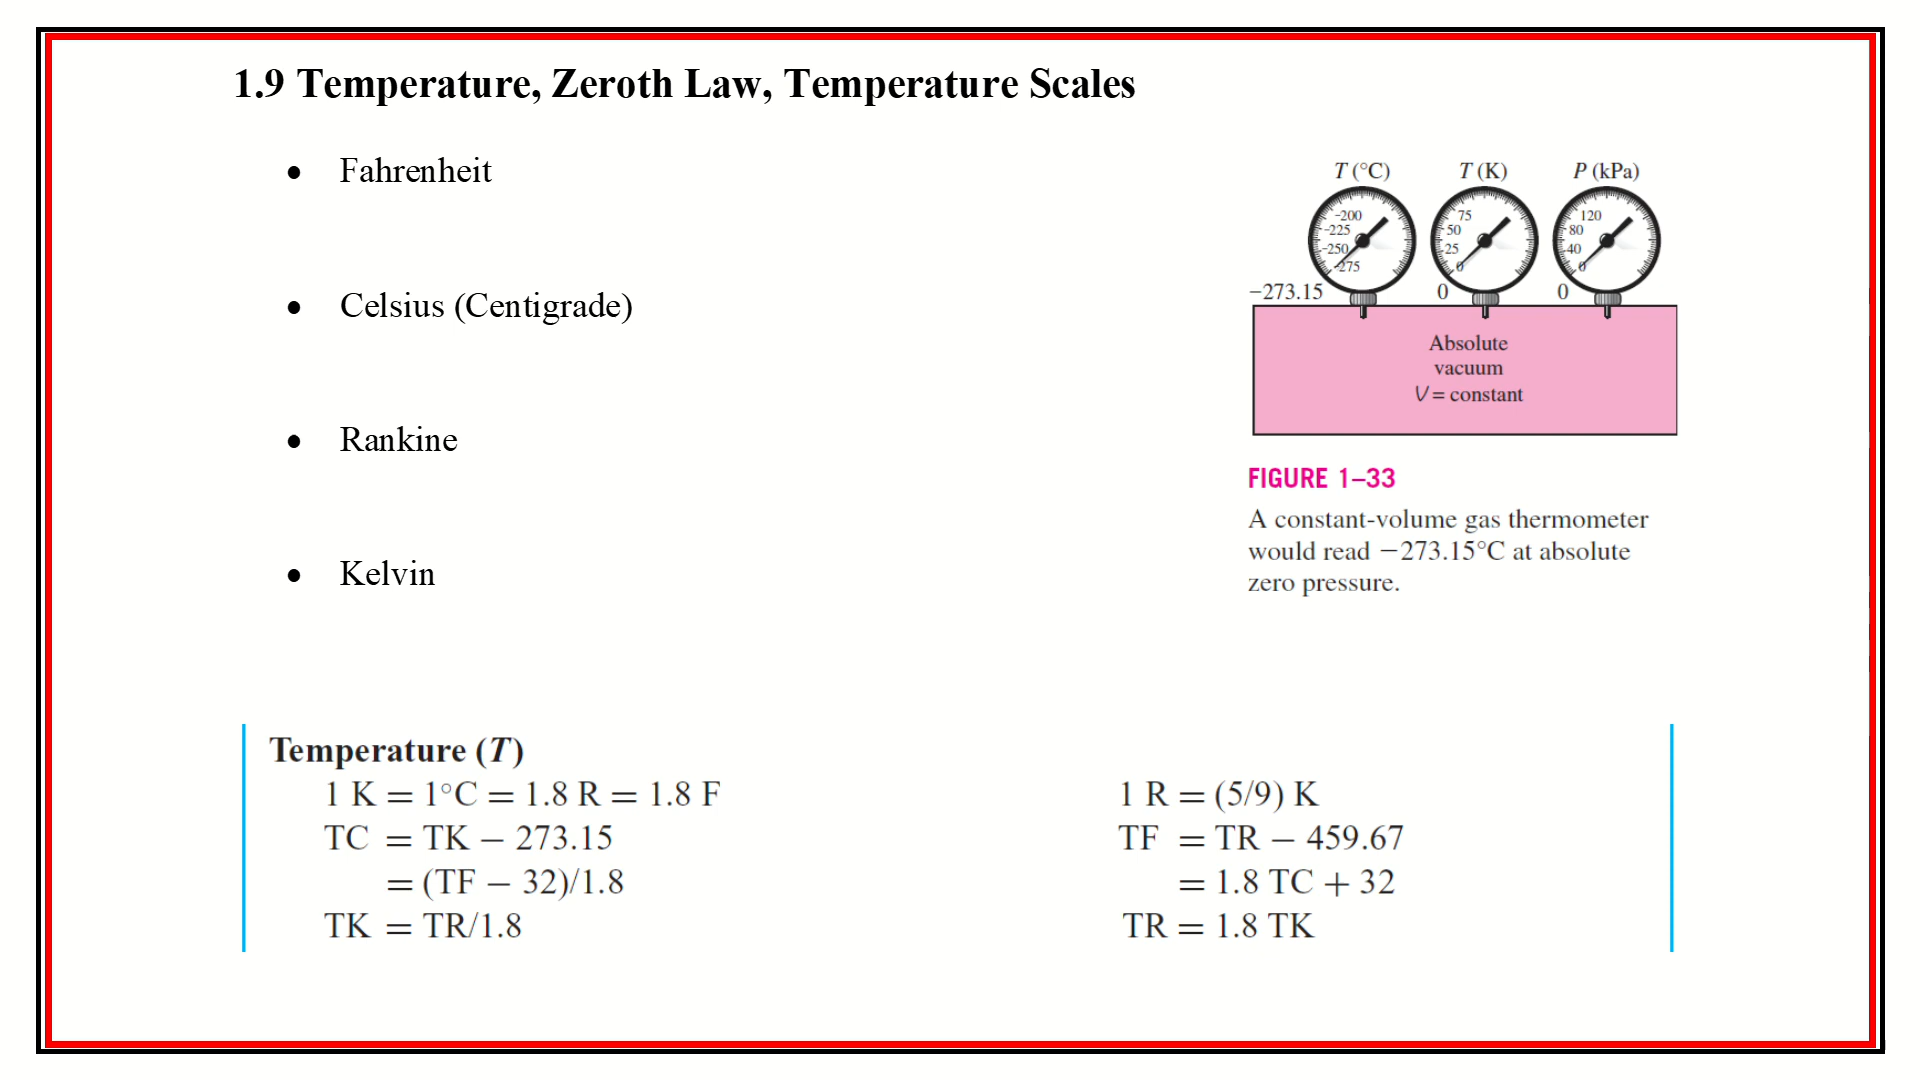 1.9 Temperature, Zeroth Law, Temperature Scales
• Fahrenheit
• Celsius (Centigrade)
• Rankine
• Kelvin
T (°C) T (K) P (kPa)
-200 75 120
-225 50 80
-250 25 40
-275 0 0
−273.15 0 0
Absolute
vacuum
V = constant
FIGURE 1–33
A constant-volume gas thermometer
would read −273.15°C at absolute
zero pressure.
Temperature (T)
1 K = 1°C = 1.8 R = 1.8 F
TC = TK − 273.15
= (TF − 32)/1.8
TK = TR/1.8
1 R = (5/9) K
TF = TR − 459.67
= 1.8 TC + 32
TR = 1.8 TK